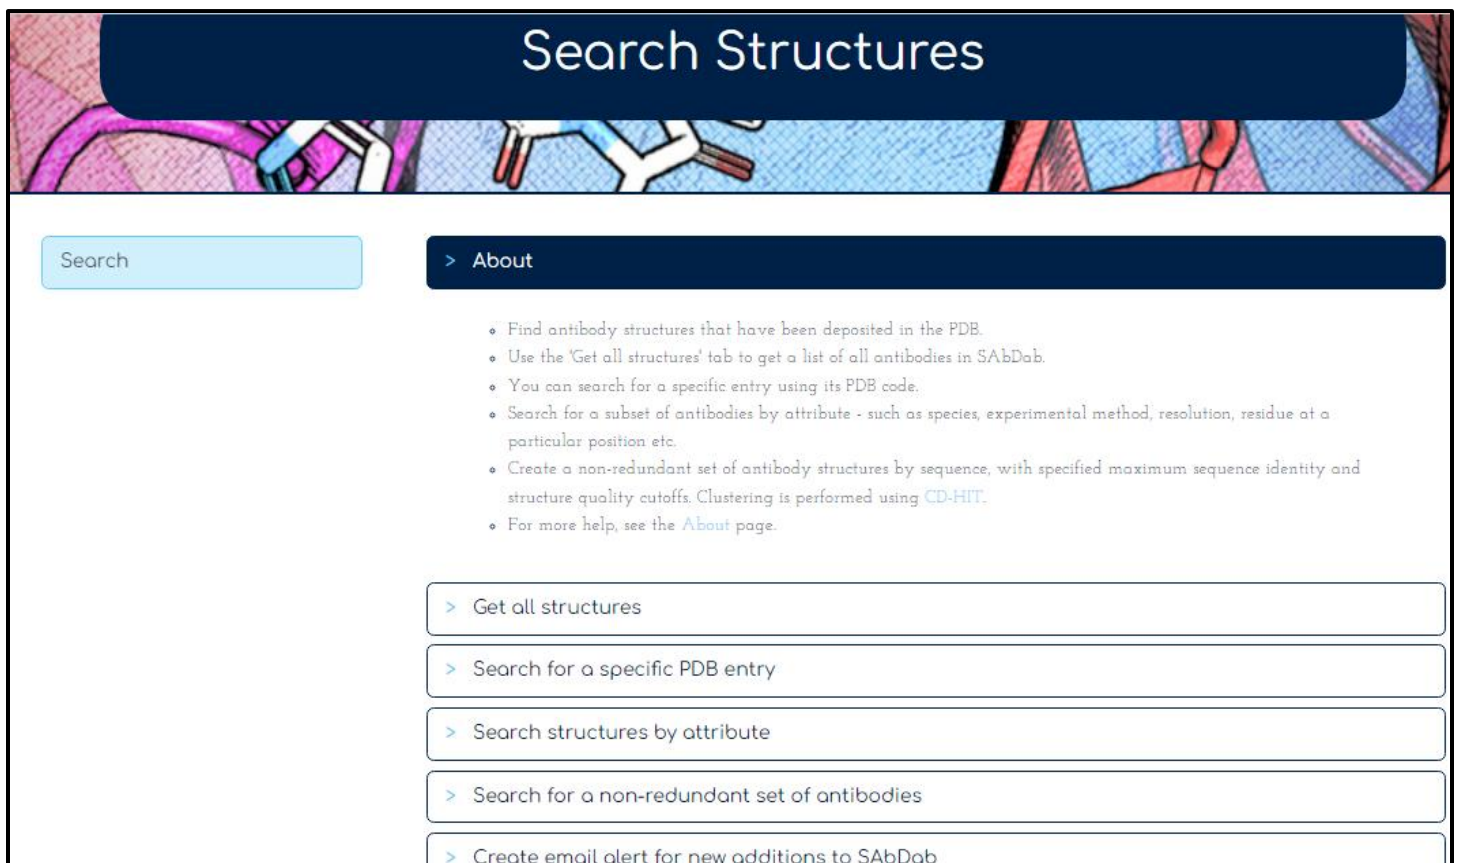 Search Structures
Search
> About
Find antibody structures that have been deposited in the PDB.
Use the 'Get all structures' tab to get a list of all antibodies in SAbDab.
You can search for a specific entry using its PDB code.
Search for a subset of antibodies by attribute - such as species, experimental method, resolution, residue at a
particular position etc.
Create a non-redundant set of antibody structures by sequence, with specified maximum sequence identity and
structure quality cutoffs. Clustering is performed using CD-HIT.
For more help, see the About page.
> Get all structures
> Search for a specific PDB entry
> Search structures by attribute
> Search for a non-redundant set of antibodies
> Create email alert for new additions to SAbDab